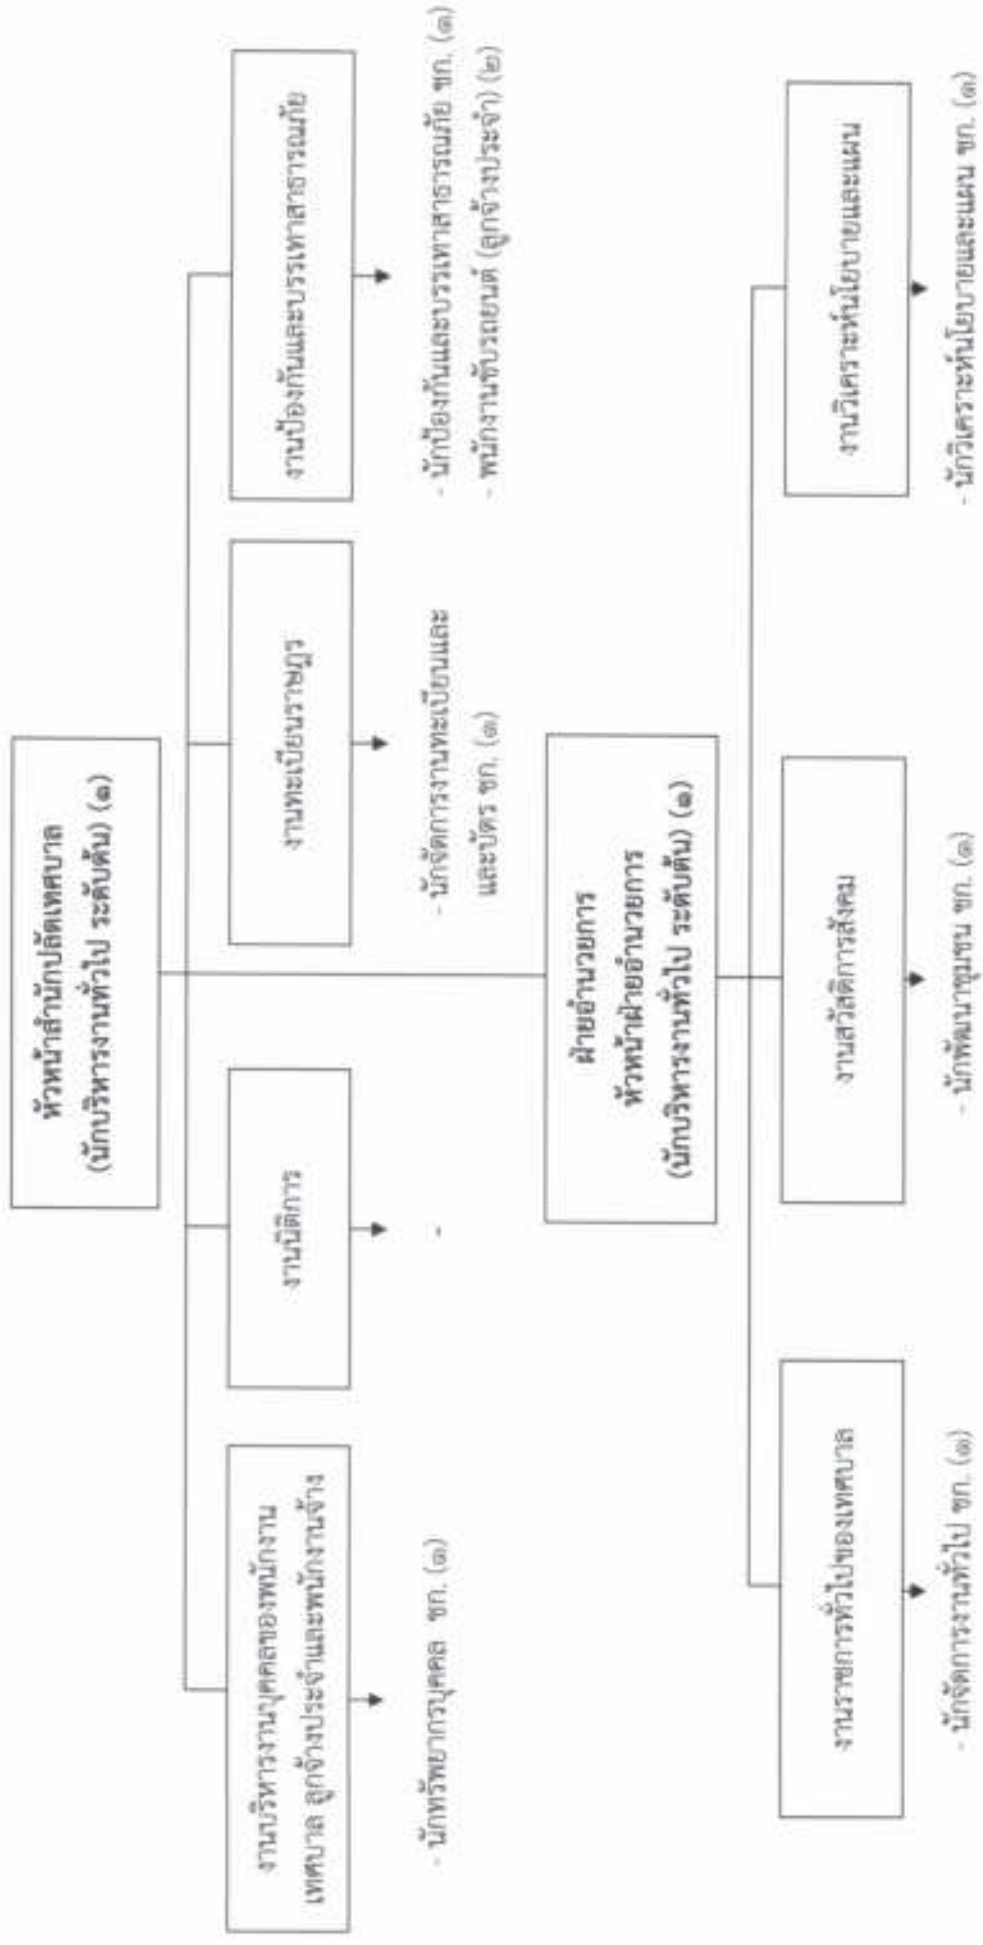 หัวหน้าสำนักปลัดเทศบาล
(นักบริหารงานทั่วไป ระดับต้น) (๑)
งานบริหารงานบุคคลของพนักงาน
เทศบาล ลูกจ้างประจำและพนักงานจ้าง
งานนิติการ
งานทะเบียนราษฎร
งานป้องกันและบรรเทาสาธารณภัย
- นักทรัพยากรบุคคล ชก. (๑)
-
- นักจัดการงานทะเบียนและ
และบัตร ชก. (๑)
- นักป้องกันและบรรเทาสาธารณภัย ชก. (๑)
- พนักงานขับรถยนต์ (ลูกจ้างประจำ) (๒)
ฝ่ายอำนวยการ
หัวหน้าฝ่ายอำนวยการ
(นักบริหารงานทั่วไป ระดับต้น) (๑)
งานราชการทั่วไปของเทศบาล
งานสวัสดิการสังคม
งานวิเคราะห์นโยบายและแผน
- นักจัดการงานทั่วไป ชก. (๑)
- นักพัฒนาชุมชน ชก. (๑)
- นักวิเคราะห์นโยบายและแผน ชก. (๑)